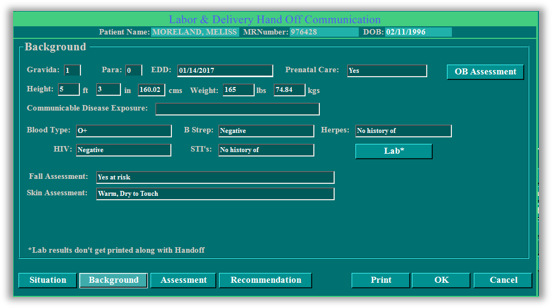 Labor & Delivery Hand Off Communication
Patient Name: MORELAND, MELISS MRNumber: 976428 DOB: 02/11/1996
Background
Gravida: 1 Para: 0 EDD: 01/14/2017 Prenatal Care: Yes OB Assessment
Height: 5 ft 3 in 160.02 cms Weight: 165 lbs 74.84 kgs
Communicable Disease Exposure:
Blood Type: O+ B Strep: Negative Herpes: No history of
HIV: Negative STI's: No history of Lab*
Fall Assessment: Yes at risk
Skin Assessment: Warm, Dry to Touch
*Lab results don't get printed along with Handoff
Situation Background Assessment Recommendation Print OK Cancel